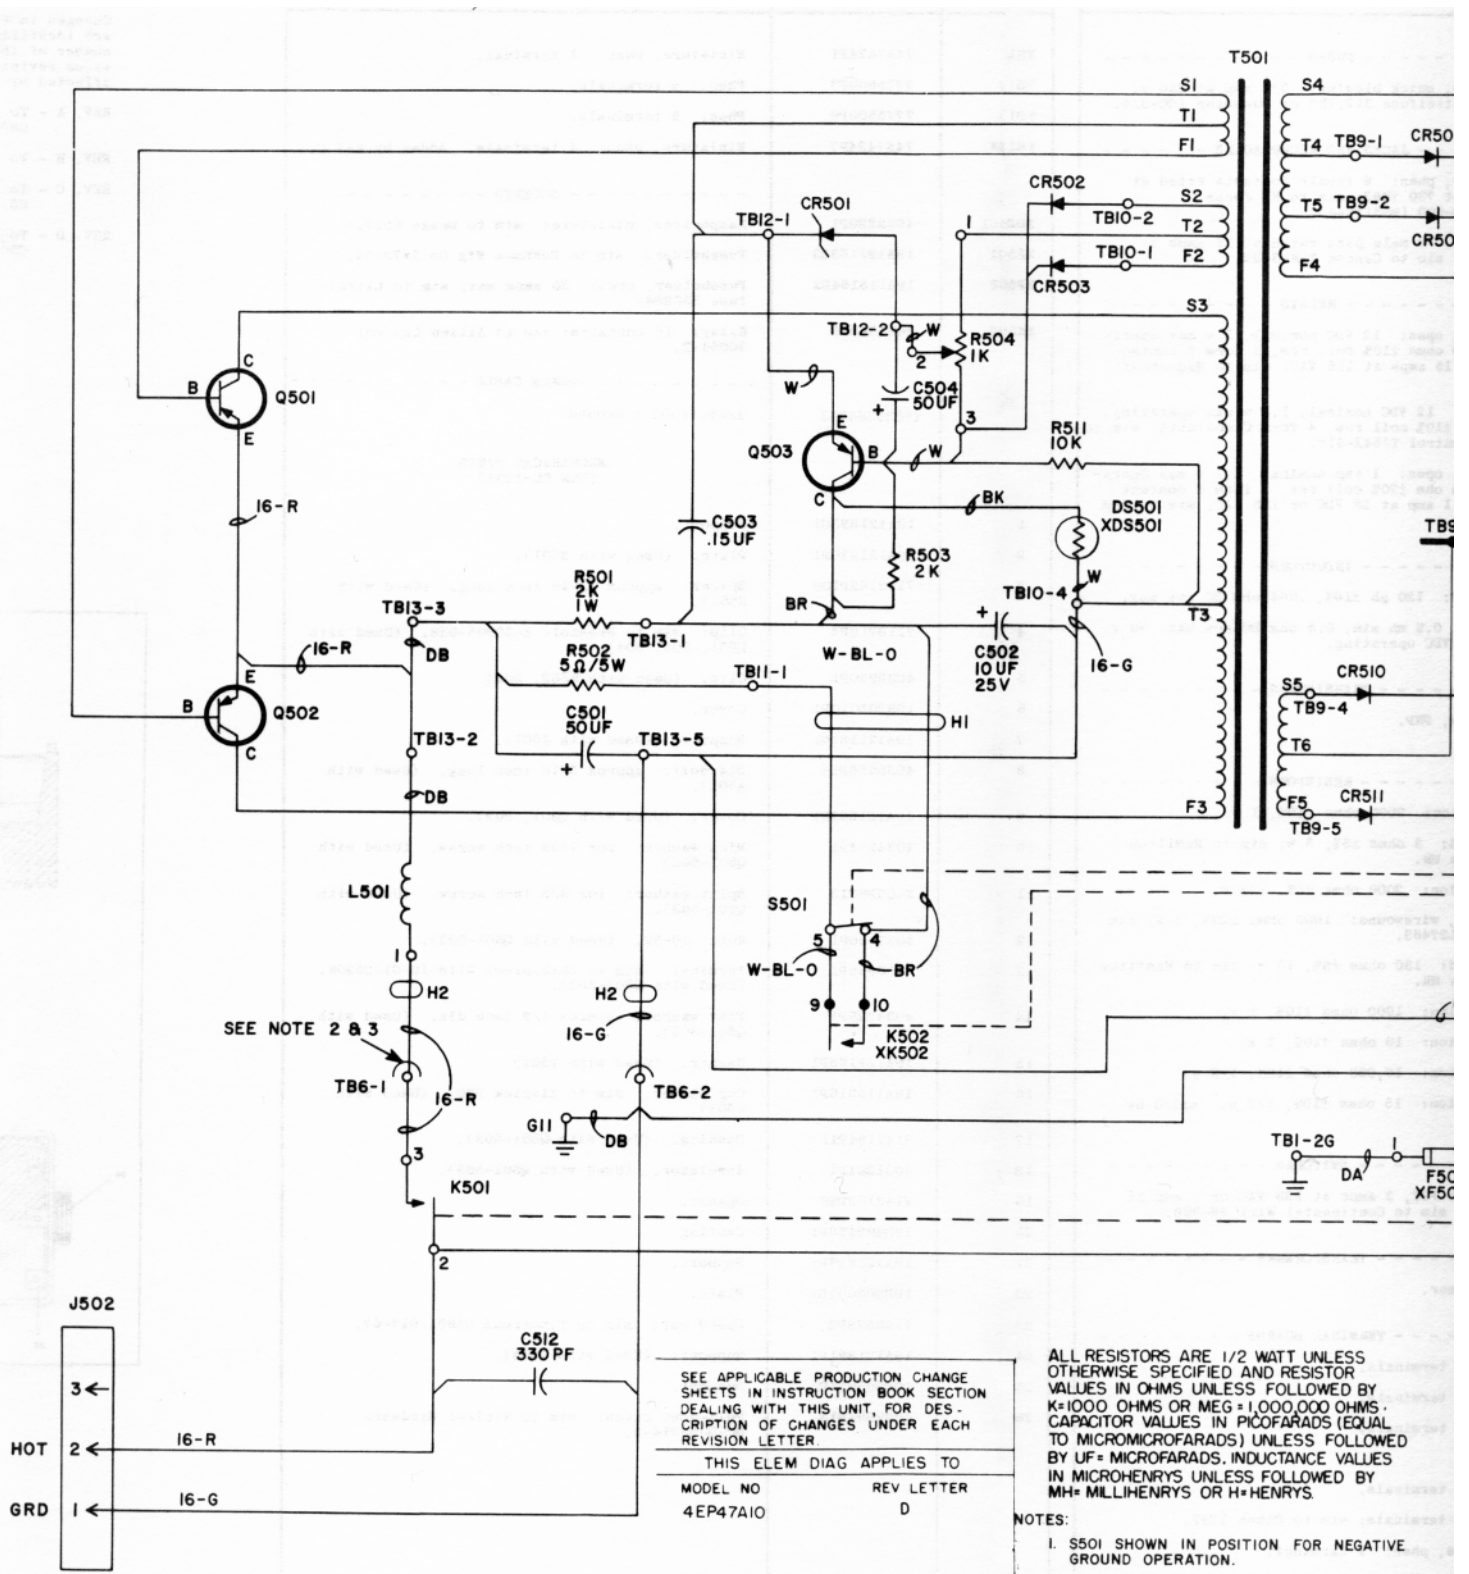 T501
S1
S4
T1
F1
T4
TB9-1
CR50
CR502
CR501
S2
TB12-1
1
TB10-2
T2
T5
TB9-2
TB10-1
F2
CR50
CR503
F4
S3
TB12-2
W
R504
1K
2
C
B
Q501
W
C504
50UF
+
E
E
3
R511
10K
Q503
B
W
C
BK
DS501
XDS501
16-R
C503
.15UF
TB9
R503
2K
R501
2K
1W
W
TB10-4
TB13-3
BR
T3
+
TB13-1
16-R
DB
R502
5Ω/5W
W-BL-O
C502
10UF
25V
16-G
E
TB11-1
CR510
S5
TB9-4
B
Q502
C501
50UF
H1
C
TB13-2
TB13-5
T6
+
DB
CR511
F3
F5
TB9-5
L501
S501
5
4
1
W-BL-O
BR
H2
H2
9
10
SEE NOTE 2 & 3
16-G
K502
XK502
G
TB6-1
TB6-2
16-R
G11
DB
TB1-2G
1
3
DA
F50
XF50
K501
2
J502
C512
330PF
3
HOT
2
16-R
GRD
1
16-G
SEE APPLICABLE PRODUCTION CHANGE
SHEETS IN INSTRUCTION BOOK SECTION
DEALING WITH THIS UNIT, FOR DES-
CRIPTION OF CHANGES UNDER EACH
REVISION LETTER.
THIS ELEM DIAG APPLIES TO
MODEL NO REV LETTER
4EP47A10 D
ALL RESISTORS ARE 1/2 WATT UNLESS
OTHERWISE SPECIFIED AND RESISTOR
VALUES IN OHMS UNLESS FOLLOWED BY
K=1000 OHMS OR MEG = 1,000,000 OHMS.
CAPACITOR VALUES IN PICOFARADS (EQUAL
TO MICROMICROFARADS) UNLESS FOLLOWED
BY UF= MICROFARADS. INDUCTANCE VALUES
IN MICROHENRYS UNLESS FOLLOWED BY
MH= MILLIHENRYS OR H=HENRYS.
NOTES:
1. S501 SHOWN IN POSITION FOR NEGATIVE
GROUND OPERATION.